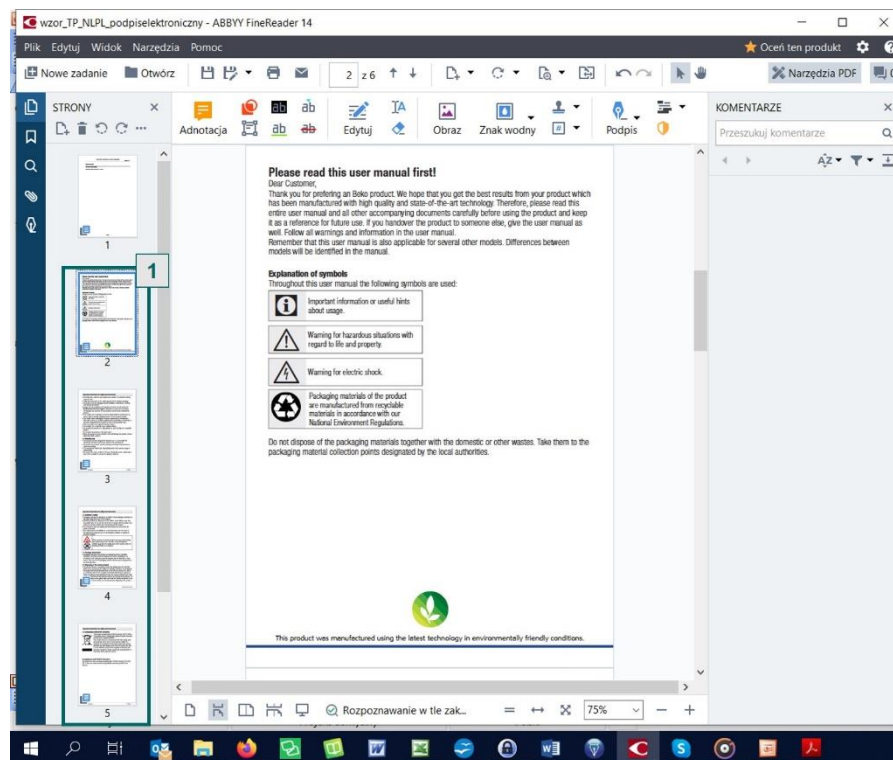 wzor_TP_NLPL_podpiselektroniczny - ABBYY FineReader 14
Plik Edytuj Widok Narzędzia Pomoc
Oceń ten produkt
Nowe zadanie Otwórz 2 z 6 Narzędzia PDF
STRONY
Adnotacja Edytuj Obraz Znak wodny Podpis
KOMENTARZE
Przeszukuj komentarze
1
1
2
3
4
5
Please read this user manual first!
Dear Customer,
Thank you for prefering an Beko product. We hope that you get the best results from your product which
has been manufactured with high quality and state-of-the-art technology. Therefore, please read this
entire user manual and all other accompanying documents carefully before using the product and keep
it as a reference for future use. If you handover the product to someone else, give the user manual as
well. Follow all warnings and information in the user manual.
Remember that this user manual is also applicable for several other models. Differences between
models will be identified in the manual.
Explanation of symbols
Throughout this user manual the following symbols are used:
Important information or useful hints
about usage.
Warning for hazardous situations with
regard to life and property.
Warning for electric shock.
Packaging materials of the product
are manufactured from recyclable
materials in accordance with our
National Environment Regulations.
Do not dispose of the packaging materials together with the domestic or other wastes. Take them to the
packaging material collection points designated by the local authorities.
This product was manufactured using the latest technology in environmentally friendly conditions.
Rozpoznawanie w tle zak... 75%